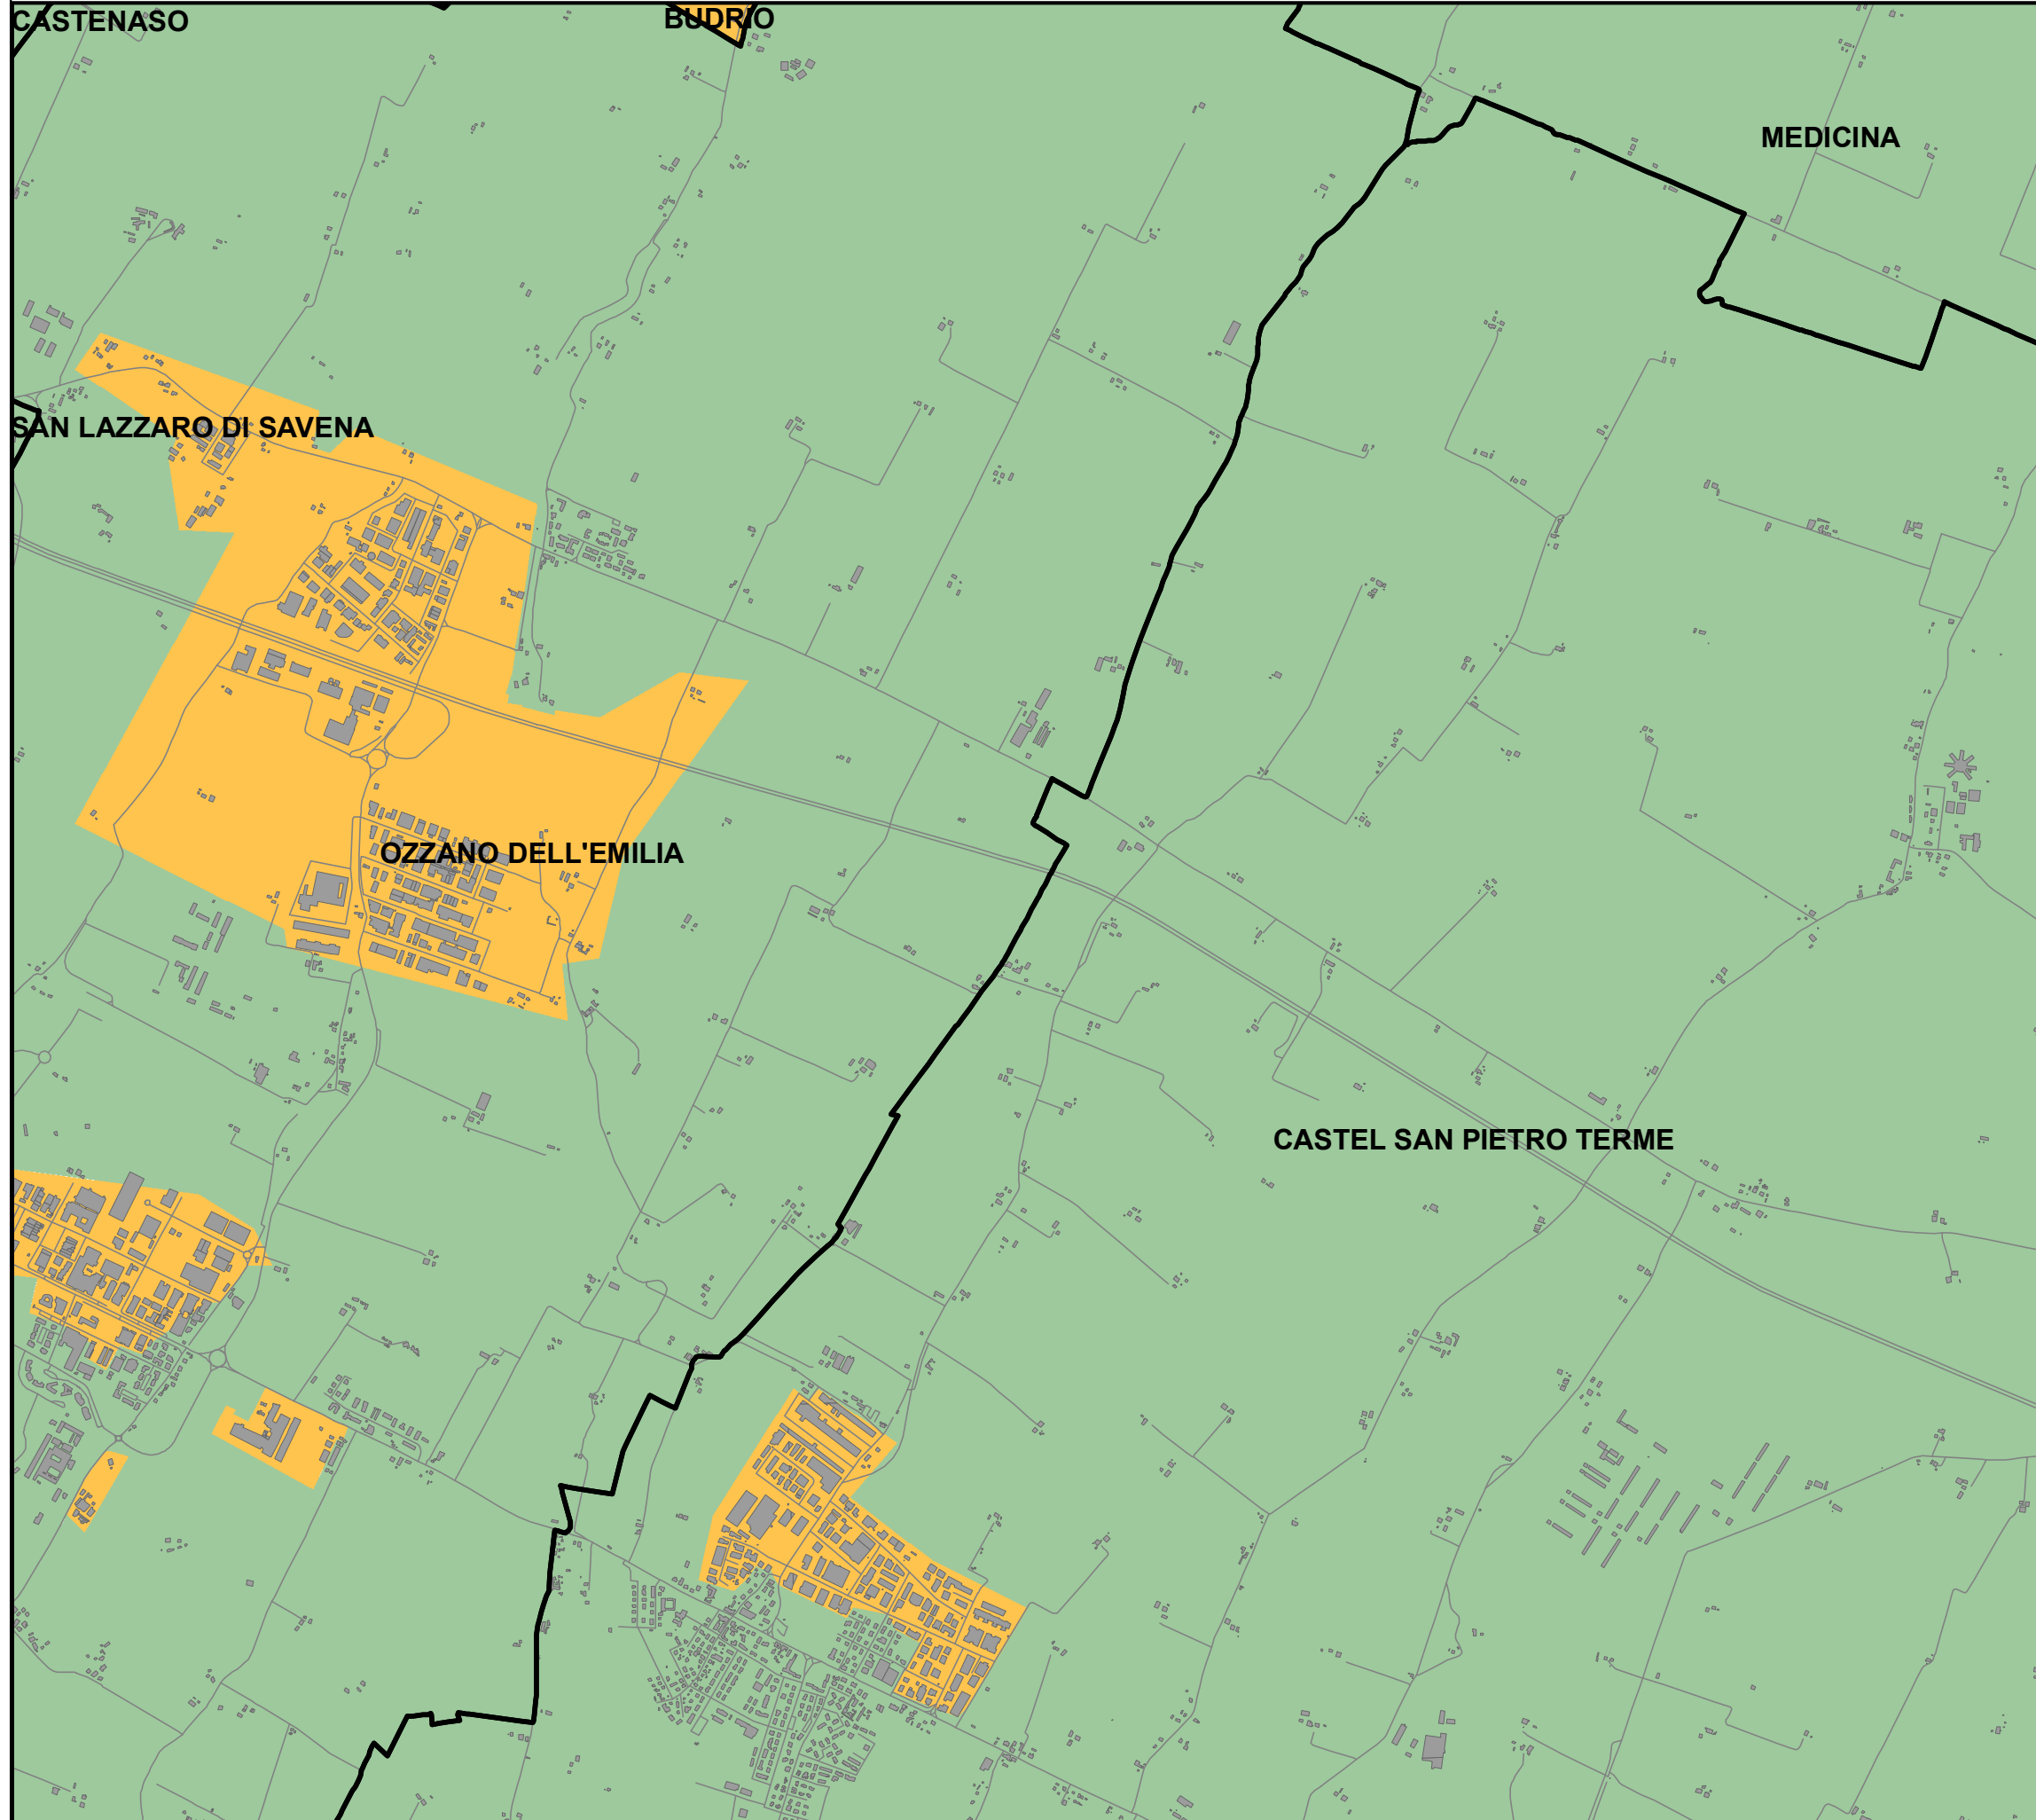 CASTENASO
BUDRIO
MEDICINA
SAN LAZZARO DI SAVENA
OZZANO DELL'EMILIA
CASTEL SAN PIETRO TERME